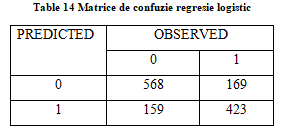 Table 14 Matrice de confuzie regresie logistic
PREDICTED OBSERVED
0 1
0 568 169
1 159 423